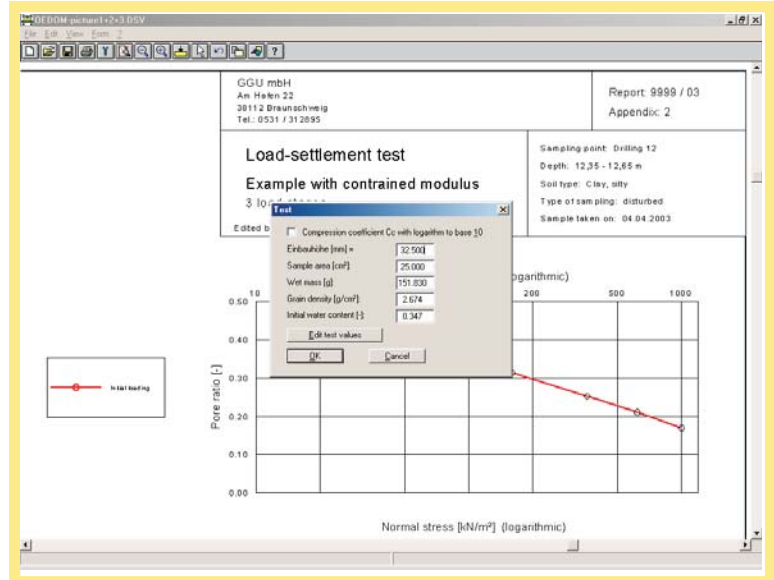 OEDOM-picture1+2+3.DSV
File Edit View Form ?
GGU mbH
Am Hafen 22
38112 Braunschweig
Tel.: 0531 / 312895
Report: 9999 / 03
Appendix: 2
Load-settlement test
Example with contrained modulus
3 load stages
Edited b
Sampling point: Drilling 12
Depth: 12,35 - 12,65 m
Soil type: Clay, silty
Type of sampling: disturbed
Sample taken on: 04.04.2003
Test
Compression coefficient Cc with logarithm to base 10
Einbauhöhe [mm] = 32.500
Sample area [cm²]: 25.000
Wet mass [g]: 151.830
Grain density [g/cm³]: 2.674
Initial water content [-]: 0.347
Edit test values
OK Cancel
ogarithmic)
10 200 500 1000
0.50
0.40
0.30
0.20
0.10
0.00
Pore ratio [-]
Initial loading
Normal stress [kN/m²] (logarithmic)